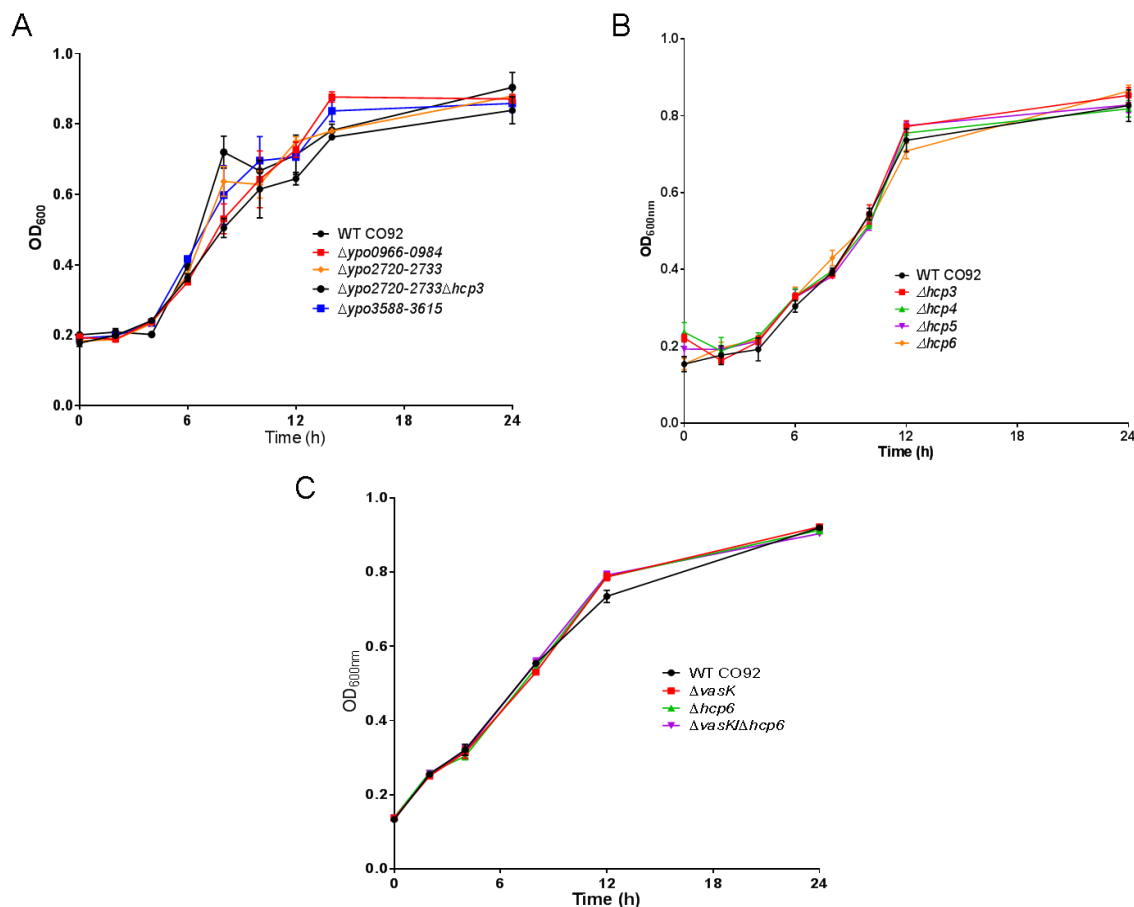 A
1.0
0.8
0.6
0.4
0.2
0.0
OD600
0
6
12
18
24
Time (h)
WT CO92
Δypo0966-0984
Δypo2720-2733
Δypo2720-2733Δhcp3
Δypo3588-3615
B
1.0
0.8
0.6
0.4
0.2
0.0
OD600nm
0
6
12
18
24
Time (h)
WT CO92
Δhcp3
Δhcp4
Δhcp5
Δhcp6
C
1.0
0.8
0.6
0.4
0.2
0.0
OD600nm
0
6
12
18
24
Time (h)
WT CO92
ΔvasK
Δhcp6
ΔvasK/Δhcp6